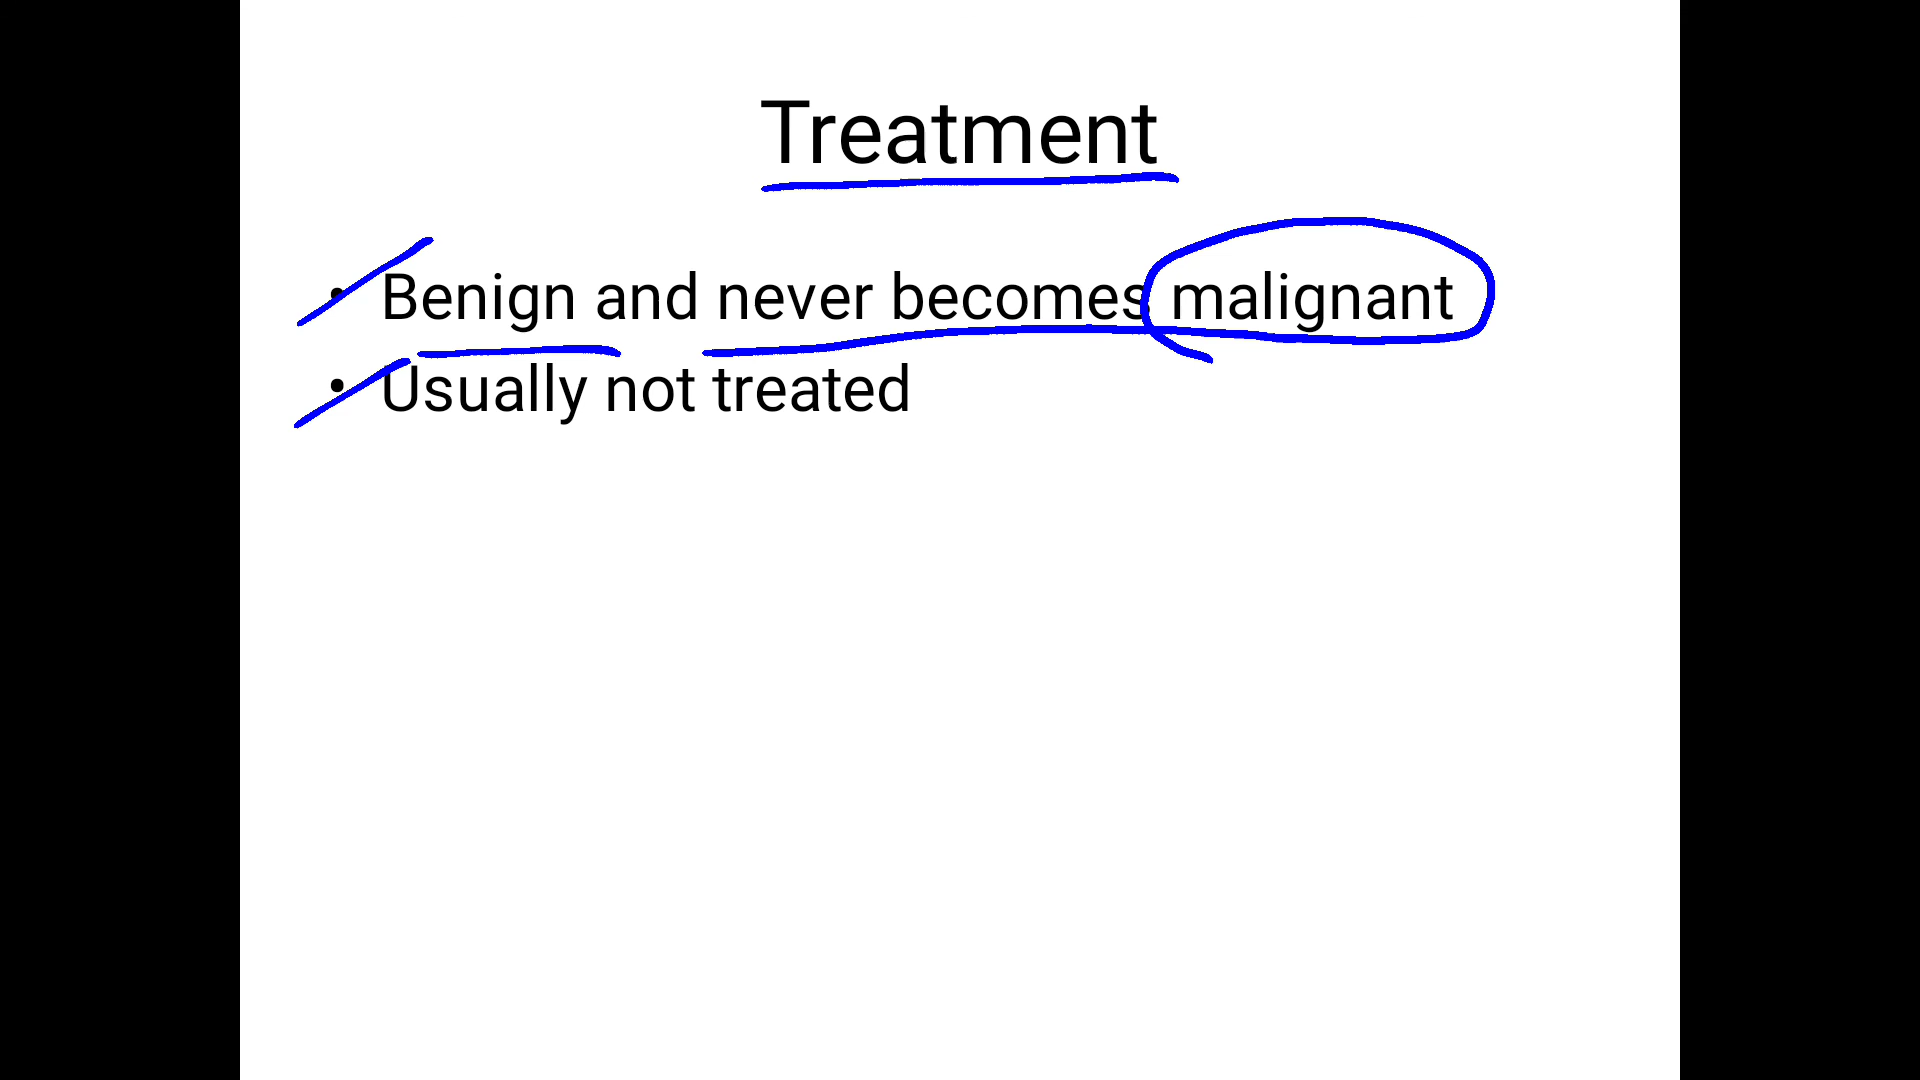 Treatment
• Benign and never becomes malignant
• Usually not treated